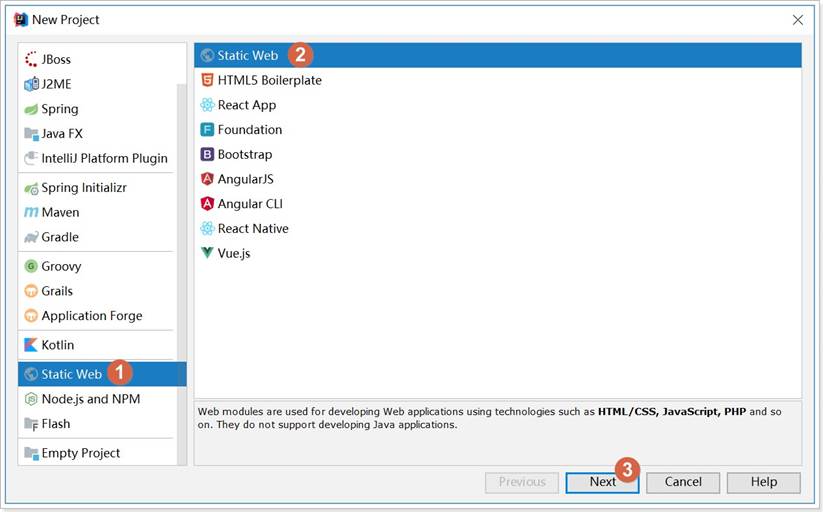 New Project
JBoss
J2ME
Spring
Java FX
IntelliJ Platform Plugin
Spring Initializr
Maven
Gradle
Groovy
Grails
Application Forge
Kotlin
Static Web 1
Node.js and NPM
Flash
Empty Project
Static Web 2
HTML5 Boilerplate
React App
Foundation
Bootstrap
AngularJS
Angular CLI
React Native
Vue.js
Web modules are used for developing Web applications using technologies such as HTML/CSS, JavaScript, PHP and so
on. They do not support developing Java applications.
3
Previous Next Cancel Help